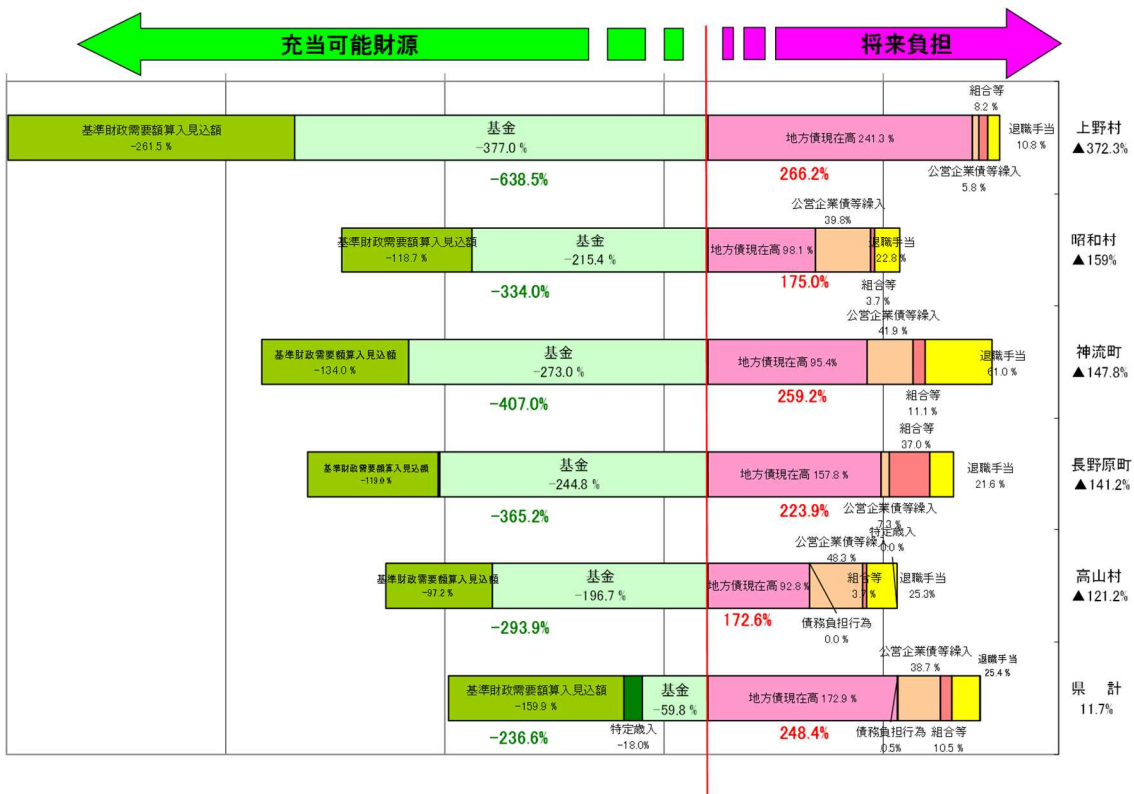 充当可能財源
将来負担
組合等
8.2 %
基準財政需要額算入見込額
-261.5 %
基金
-377.0 %
地方債現在高 241.3 %
退職手当
10.8 %
上野村
▲372.3%
公営企業債等繰入
5.8 %
-638.5%
266.2%
公営企業債等繰入
39.8%
基準財政需要額算入見込額
-118.7 %
基金
-215.4 %
地方債現在高 98.1 %
退職手当
22.8%
昭和村
▲159%
組合等
3.7 %
-334.0%
175.0%
公営企業債等繰入
41.9 %
基準財政需要額算入見込額
-134.0 %
基金
-273.0 %
地方債現在高 95.4%
退職手当
61.0 %
神流町
▲147.8%
組合等
11.1 %
-407.0%
259.2%
組合等
37.0 %
基準財政需要額算入見込額
基金
-244.8 %
地方債現在高 157.8 %
退職手当
21.6 %
長野原町
▲141.2%
公営企業債等繰入
7.3 %
-365.2%
223.9%
特定歳入
0.0 %
公営企業債等繰入
48.3 %
基準財政需要額算入見込額
-97.2 %
基金
-196.7 %
地方債現在高 92.8 %
組合等
3.7 %
退職手当
25.3%
高山村
▲121.2%
債務負担行為
0.0 %
-293.9%
172.6%
公営企業債等繰入
38.7 %
退職手当
25.4%
基準財政需要額算入見込額
-159.9 %
基金
-59.8 %
地方債現在高 172.9 %
県 計
11.7%
特定歳入
-18.0%
債務負担行為
0.5%
組合等
10.5 %
-236.6%
248.4%